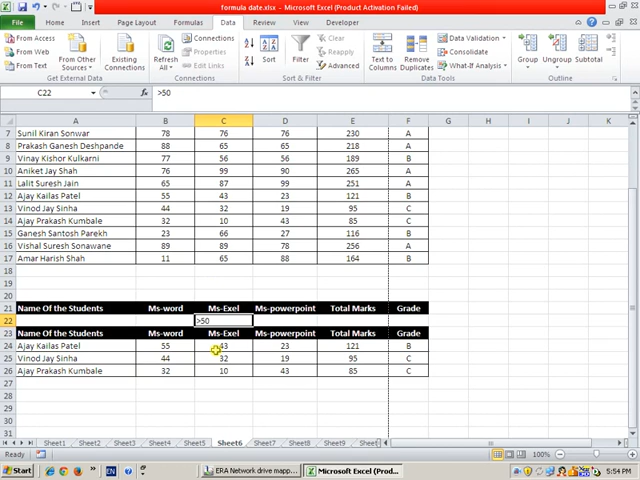 formula date.xlsx - Microsoft Excel (Product Activation Failed)
File Home Insert Page Layout Formulas Data Review View Developer
From Access
From Web
From Text
From Other Sources
Existing Connections
Get External Data
Refresh All
Connections
Properties
Edit Links
Connections
Sort
Filter
Clear
Reapply
Advanced
Sort & Filter
Text to Columns
Remove Duplicates
Data Validation
Consolidate
What-If Analysis
Data Tools
Group
Ungroup
Subtotal
Outline
C22 >50
A B C D E F G H I J K
7 Sunil Kiran Sonwar 78 76 76 230 A
8 Prakash Ganesh Deshpande 88 65 65 218 A
9 Vinay Kishor Kulkarni 77 56 56 189 B
10 Aniket Jay Shah 76 99 90 265 A
11 Lalit Suresh Jain 65 87 99 251 A
12 Ajay Kailas Patel 55 43 23 121 B
13 Vinod Jay Sinha 44 32 19 95 C
14 Ajay Prakash Kumbale 32 10 43 85 C
15 Ganesh Santosh Parekh 23 66 27 116 B
16 Vishal Suresh Sonawane 89 89 78 256 A
17 Amar Harish Shah 11 65 88 164 B
18
19
20
21 Name Of the Students Ms-word Ms-Exel Ms-powerpoint Total Marks Grade
22 >50
23 Name Of the Students Ms-word Ms-Exel Ms-powerpoint Total Marks Grade
24 Ajay Kailas Patel 55 43 23 121 B
25 Vinod Jay Sinha 44 32 19 95 C
26 Ajay Prakash Kumbale 32 10 43 85 C
27
28
29
30
31
Sheet1 Sheet2 Sheet3 Sheet4 Sheet5 Sheet6 Sheet7 Sheet8 Sheet9
Ready 100%
Start EN ERA Network drive mapp... Microsoft Excel (Prod... 5:54 PM